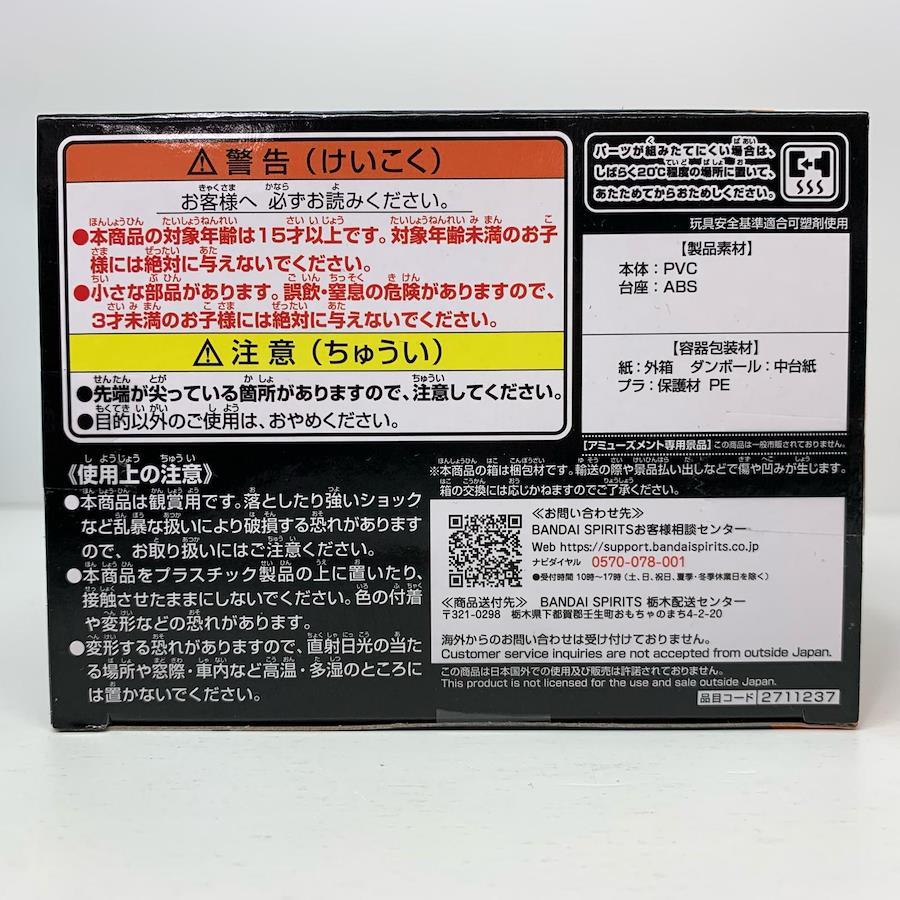 ⚠警告（けいこく）
お客様へ 必ずお読みください。
●本商品の対象年齢は15才以上です。対象年齢未満のお子
様には絶対に与えないでください。
●小さな部品があります。誤飲・窒息の危険がありますので、
3才未満のお子様には絶対に与えないでください。
⚠注意（ちゅうい）
●先端が尖っている箇所がありますので、注意してください。
●目的以外のご使用は、おやめください。
《使用上の注意》
●本商品は観賞用です。落としたり強いショック
など乱暴な扱いにより破損する恐れがあります
ので、お取り扱いにはご注意ください。
●本商品をプラスチック製品の上に置いたり、
接触させたままにしないでください。色の付着
や変形などの恐れがあります。
●変形する恐れがありますので、直射日光の当た
る場所や窓際・車内など高温・多湿のところに
は置かないでください。
パーツが組みたてにくい場合は、
しばらく20℃程度の場所に置いて、
あたためてからおためしください。
玩具安全基準適合可塑剤使用
【製品素材】
本体：PVC
台座：ABS
【容器包装材】
紙：外箱 ダンボール：中台紙
プラ：保護材 PE
【アミューズメント専用景品】この商品は一般市販されておりません。
※本商品の箱は梱包材です。輸送の際や景品払い出しなどで傷や凹みが生じます。
箱の交換には応じかねますのでご了承ください。
≪お問い合わせ先≫
BANDAI SPIRITSお客様相談センター
Web https://support.bandaispirits.co.jp
ナビダイヤル 0570-078-001
●受付時間 10時〜17時（土、日、祝日、夏季・冬季休業日を除く）
≪商品送付先≫ BANDAI SPIRITS 栃木配送センター
〒321-0298 栃木県下都賀郡壬生町おもちゃのまち4-2-20
海外からのお問い合わせは受け付けておりません。
Customer service inquiries are not accepted from outside Japan.
この商品は日本国外での使用及び販売は許諾されておりません。
This product is not licensed for the use and sale outside Japan.
品目コード 2711237